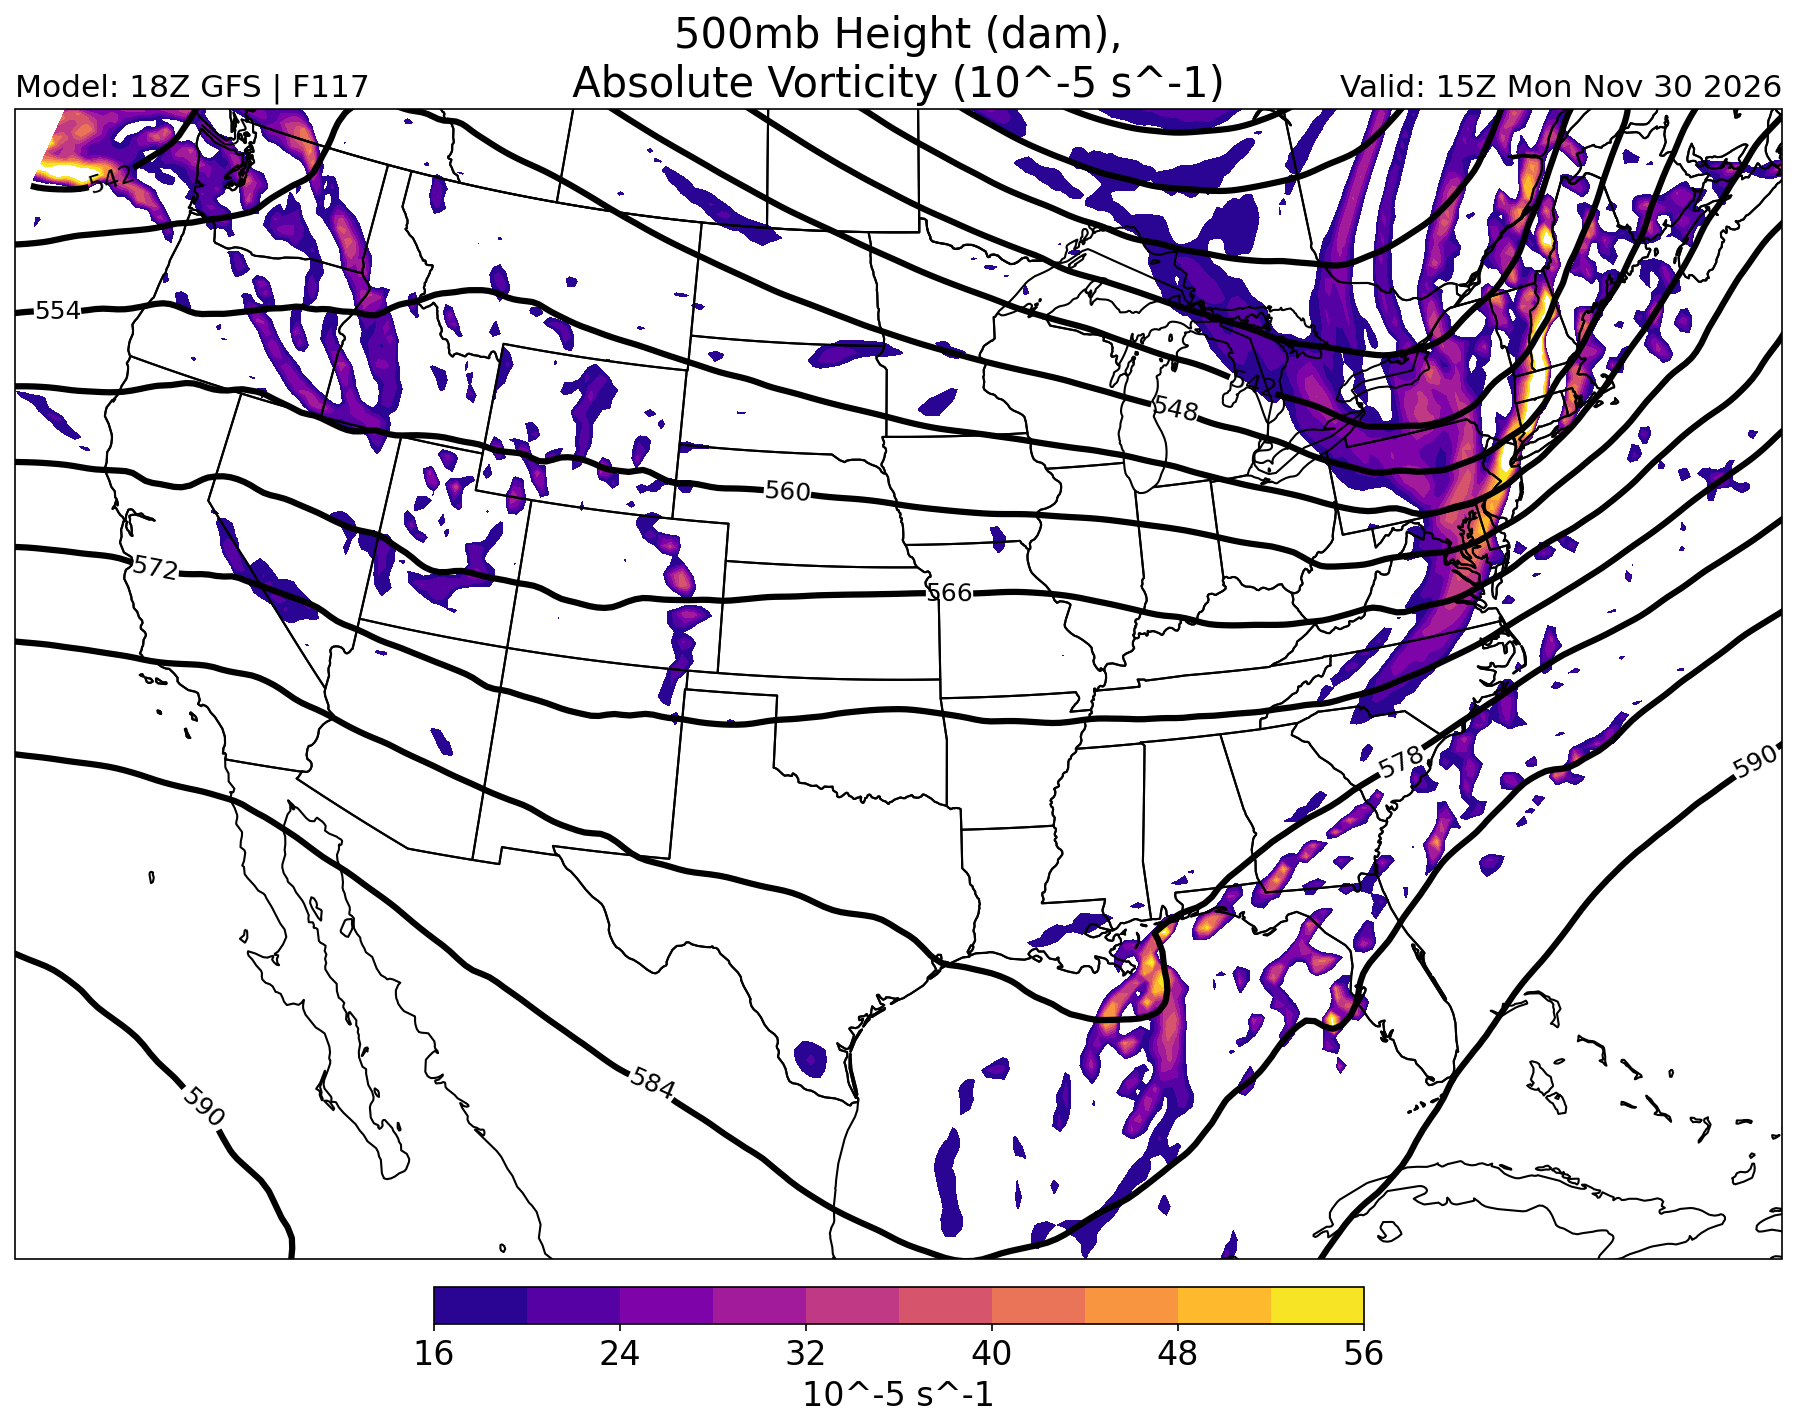 500mb Height (dam),
Absolute Vorticity (10^-5 s^-1)
Model: 18Z GFS | F117
Valid: 15Z Mon Nov 30 2026
542
554
542
548
560
572
566
578
590
584
590
16 24 32 40 48 56
10^-5 s^-1